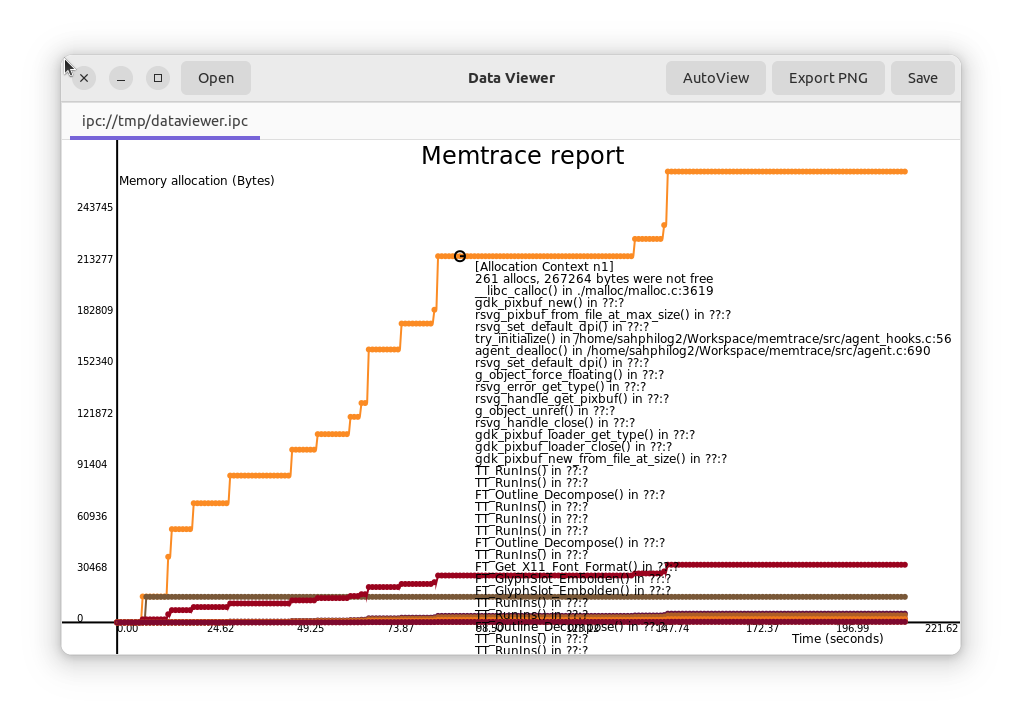 Open
Data Viewer
AutoView
Export PNG
Save
ipc://tmp/dataviewer.ipc
Memtrace report
Memory allocation (Bytes)
243745
213277
182809
152340
121872
91404
60936
30468
0
[Allocation Context n1]
261 allocs, 267264 bytes were not free
__libc_calloc() in ./malloc/malloc.c:3619
gdk_pixbuf_new() in ??:?
rsvg_pixbuf_from_file_at_max_size() in ??:?
rsvg_set_default_dpi() in ??:?
try_initialize() in /home/sahphilog2/Workspace/memtrace/src/agent_hooks.c:56
agent_dealloc() in /home/sahphilog2/Workspace/memtrace/src/agent.c:690
rsvg_set_default_dpi() in ??:?
g_object_force_floating() in ??:?
rsvg_error_get_type() in ??:?
rsvg_handle_get_pixbuf() in ??:?
g_object_unref() in ??:?
rsvg_handle_close() in ??:?
gdk_pixbuf_loader_get_type() in ??:?
gdk_pixbuf_loader_close() in ??:?
gdk_pixbuf_new_from_file_at_size() in ??:?
TT_RunIns() in ??:?
TT_RunIns() in ??:?
FT_Outline_Decompose() in ??:?
TT_RunIns() in ??:?
TT_RunIns() in ??:?
TT_RunIns() in ??:?
FT_Outline_Decompose() in ??:?
TT_RunIns() in ??:?
FT_Get_X11_Font_Format() in ??:?
FT_GlyphSlot_Embolden() in ??:?
FT_GlyphSlot_Embolden() in ??:?
TT_RunIns() in ??:?
TT_RunIns() in ??:?
FT_Outline_Decompose() in ??:?
TT_RunIns() in ??:?
TT_RunIns() in ??:?
0.00
24.62
49.25
73.87
147.74
172.37
196.99
221.62
Time (seconds)